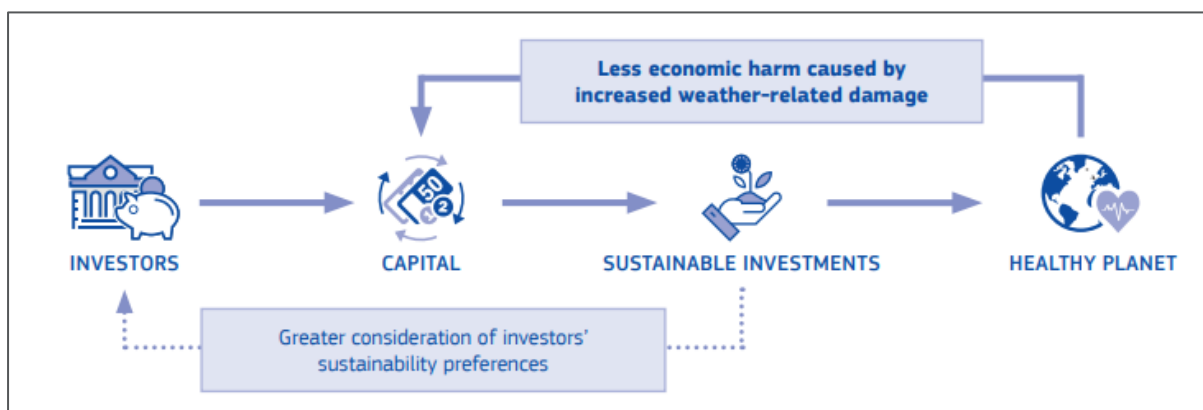 Less economic harm caused by
increased weather-related damage
50
2
INVESTORS
CAPITAL
SUSTAINABLE INVESTMENTS
HEALTHY PLANET
Greater consideration of investors'
sustainability preferences